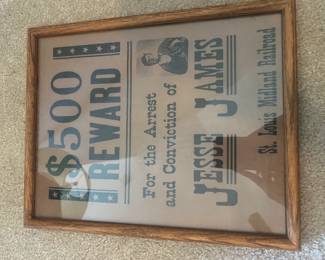 $500
REWARD
For the Arrest
and Conviction of
JESSE JAMES
St. Louis Midland Railroad